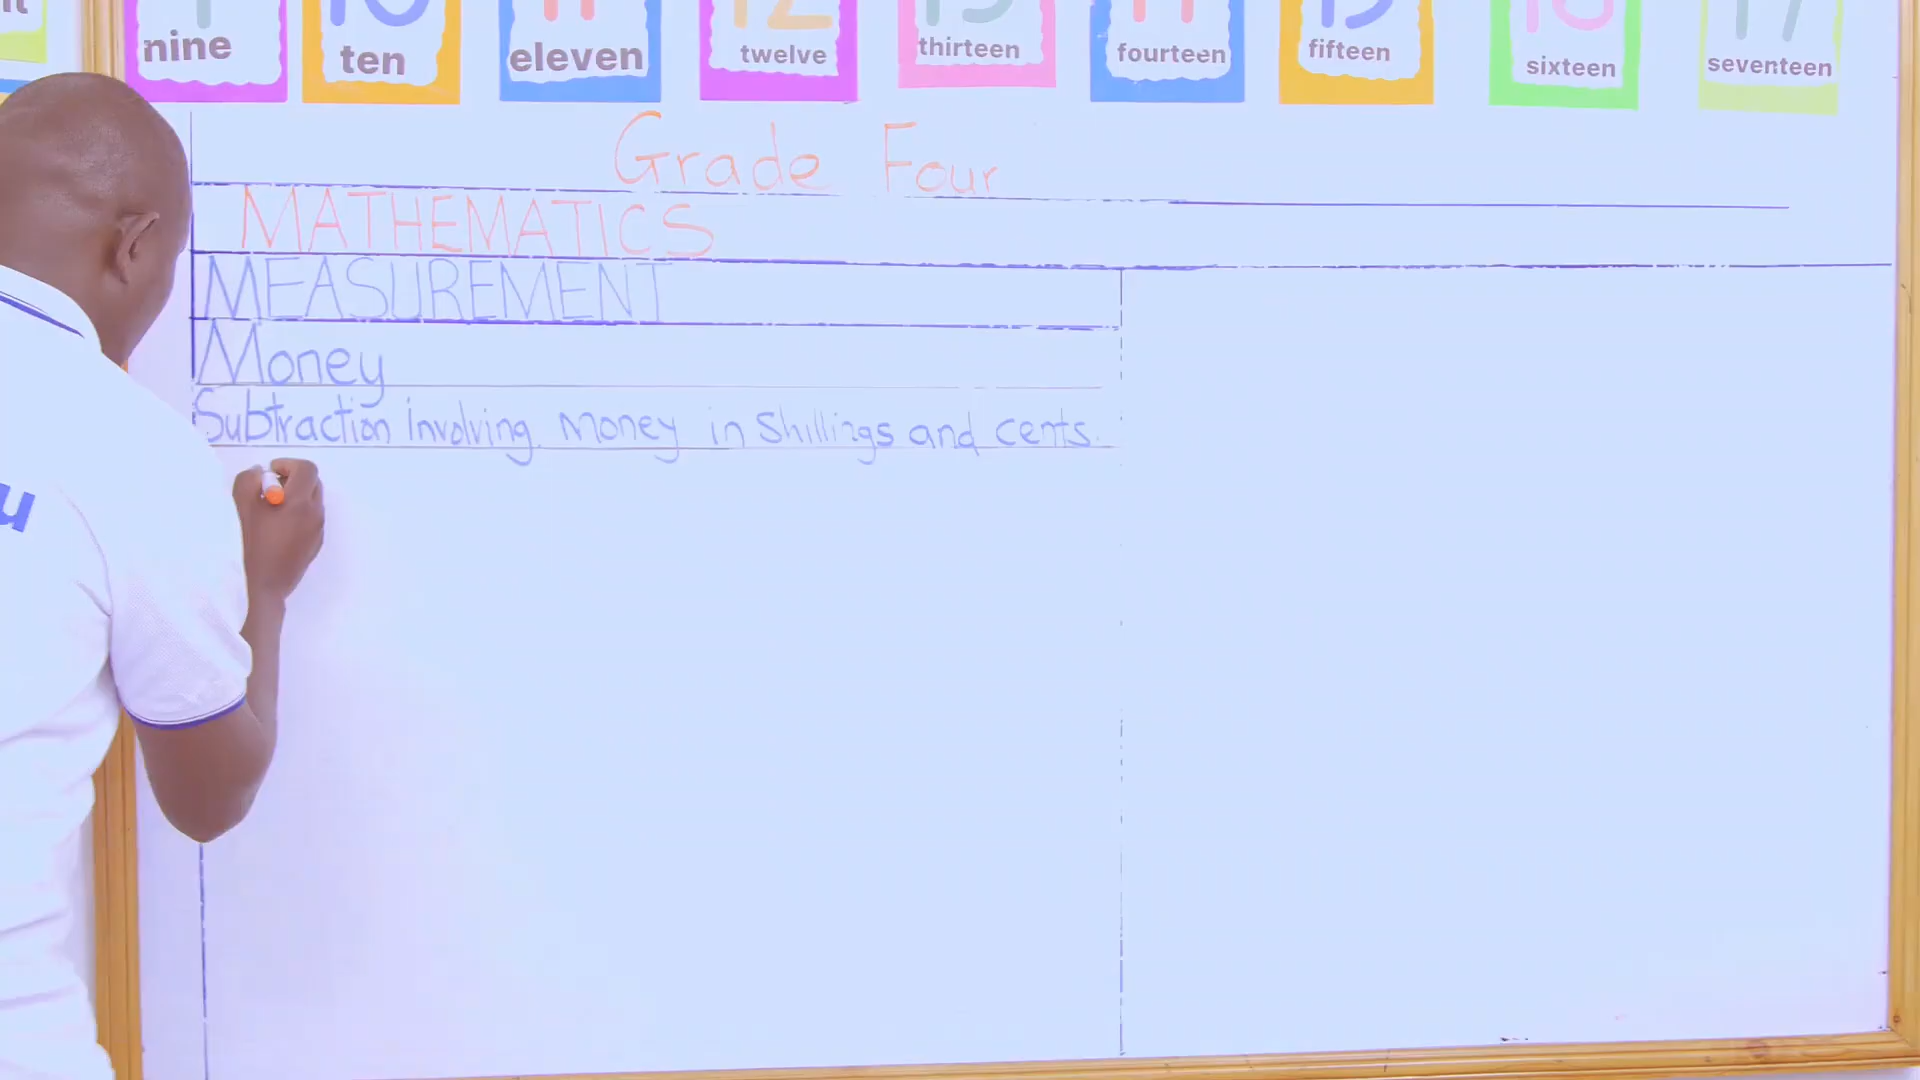 nine ten eleven twelve thirteen fourteen fifteen sixteen seventeen
Grade Four
MATHEMATICS
MEASUREMENT
Money
Subtraction involving Money in Shillings and cents.